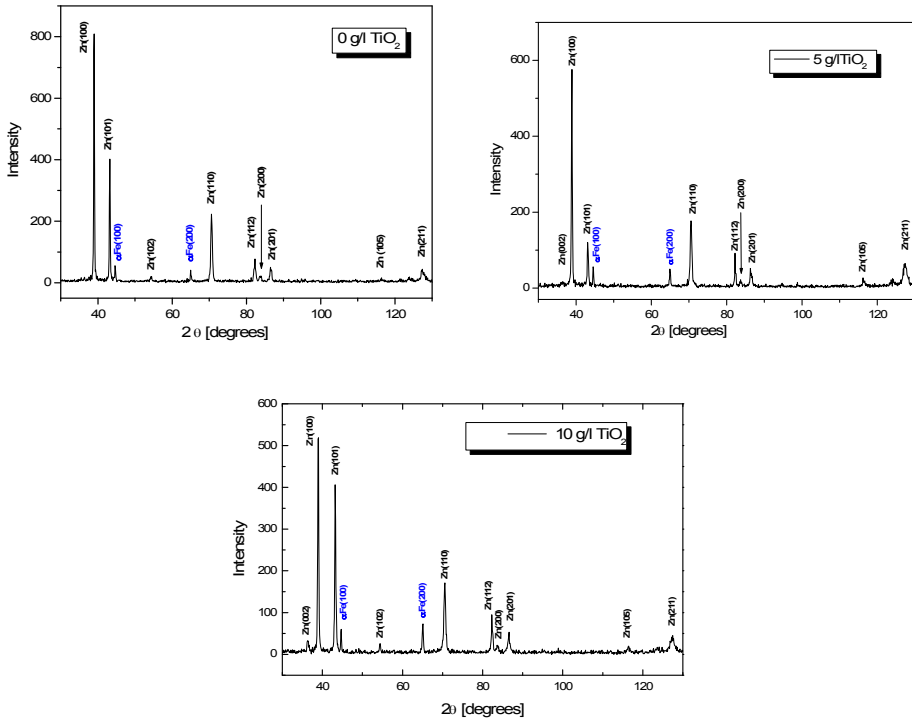 0 g/l TiO₂
Intensity
800
600
400
200
0
Zn(100)
Zn(101)
αFe(100)
Zn(102)
αFe(200)
Zn(110)
Zn(112)
Zn(200)
Zn(201)
Zn (105)
Zn(211)
40 60 80 100 120
2 θ [degrees]
5 g/lTiO₂
Intensity
600
400
200
0
Zn(002)
Zn(100)
Zn(101)
αFe(100)
αFe(200)
Zn(110)
Zn(112)
Zn(200)
Zn(201)
Zn(105)
Zn(211)
40 60 80 100 120
2θ [degrees]
10 g/l TiO₂
Intensity
600
500
400
300
200
100
0
Zn(002)
Zn(100)
Zn(101)
αFe(100)
Zn(102)
αFe(200)
Zn(110)
Zn(112)
Zn(200)
Zn(201)
Zn(105)
Zn(211)
40 60 80 100 120
2θ [degrees]